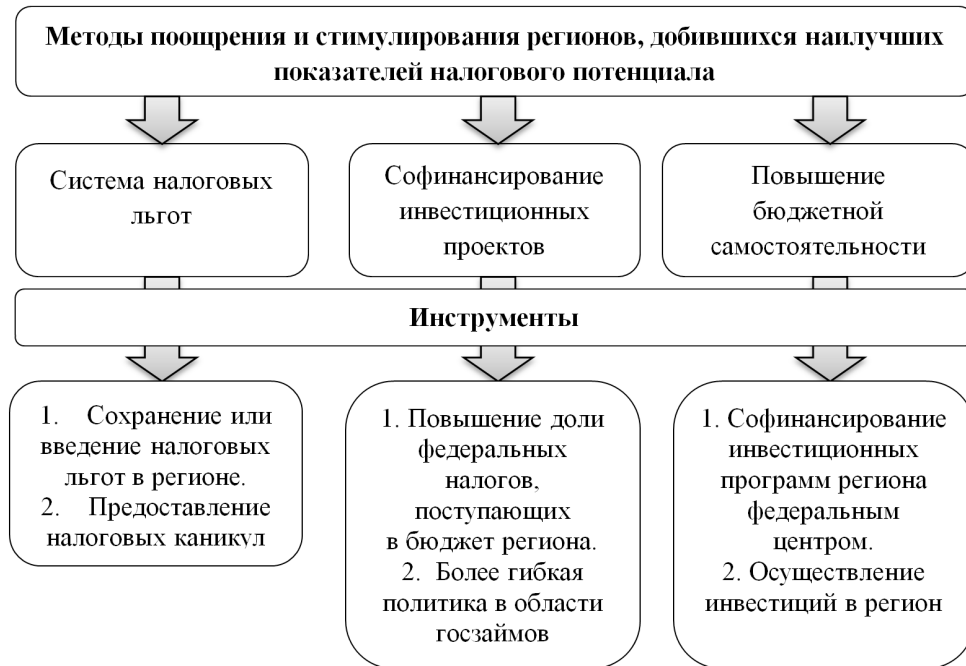 Методы поощрения и стимулирования регионов, добившихся наилучших
показателей налогового потенциала
Система налоговых
льгот
Софинансирование
инвестиционных
проектов
Повышение
бюджетной
самостоятельности
Инструменты
1. Сохранение или
введение налоговых
льгот в регионе.
2. Предоставление
налоговых каникул
1. Повышение доли
федеральных
налогов,
поступающих
в бюджет региона.
2. Более гибкая
политика в области
госзаймов
1. Софинансирование
инвестиционных
программ региона
федеральным
центром.
2. Осуществление
инвестиций в регион